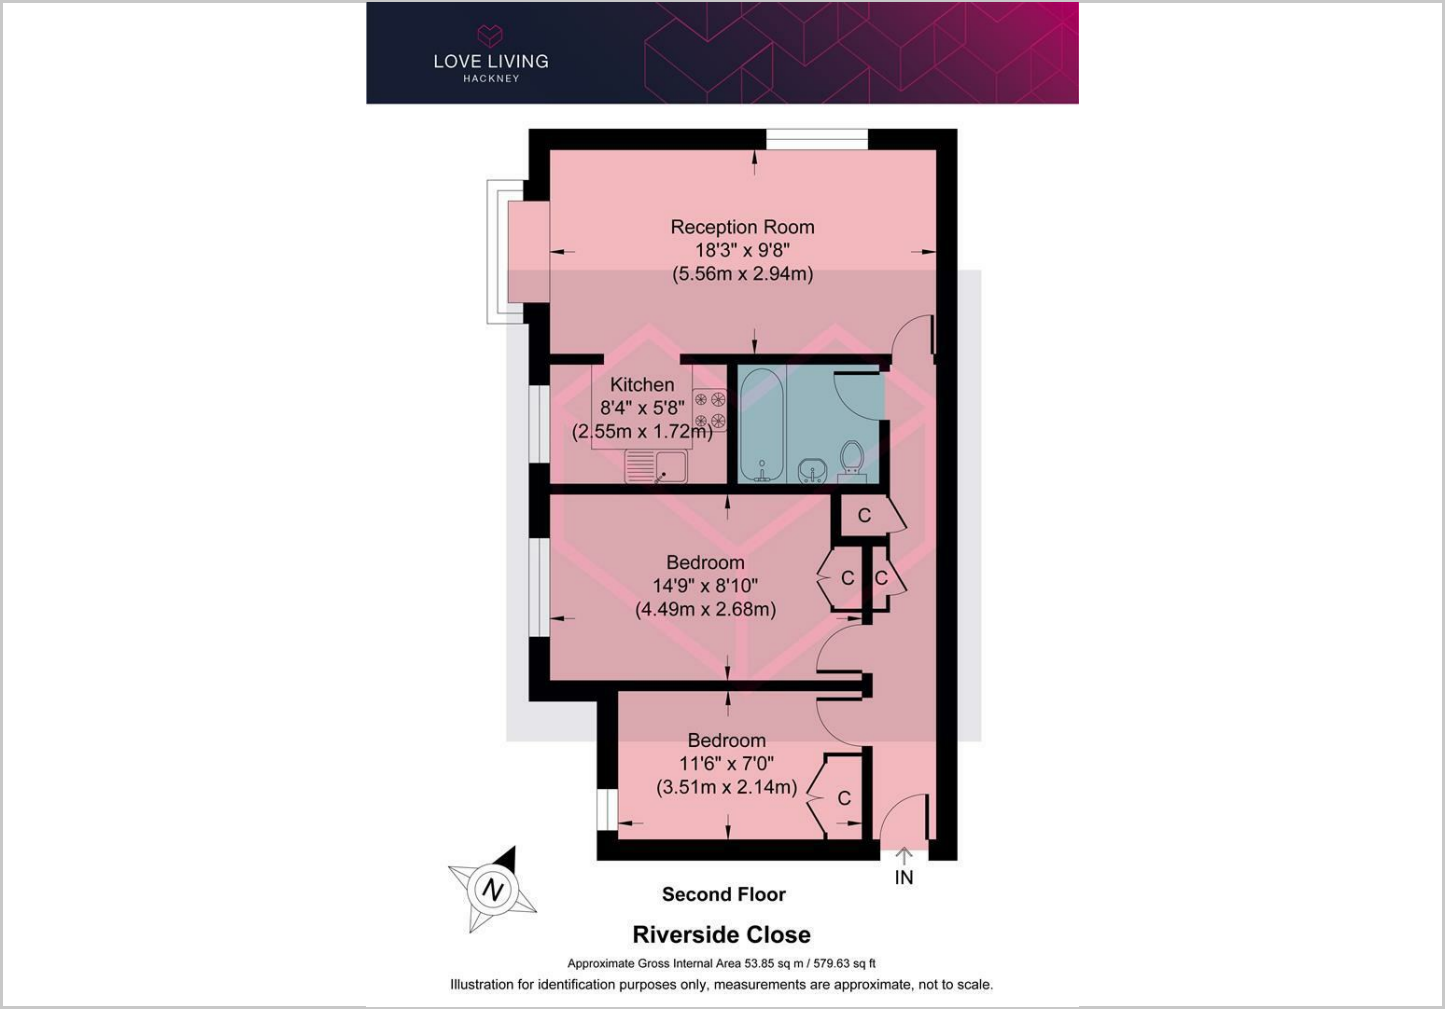 LOVE LIVING
HACKNEY
Reception Room
18'3" x 9'8"
(5.56m x 2.94m)
Kitchen
8'4" x 5'8"
(2.55m x 1.72m)
C
Bedroom
14'9" x 8'10"
(4.49m x 2.68m)
C
C
Bedroom
11'6" x 7'0"
(3.51m x 2.14m)
C
IN
N
Second Floor
Riverside Close
Approximate Gross Internal Area 53.85 sq m / 579.63 sq ft
Illustration for identification purposes only, measurements are approximate, not to scale.